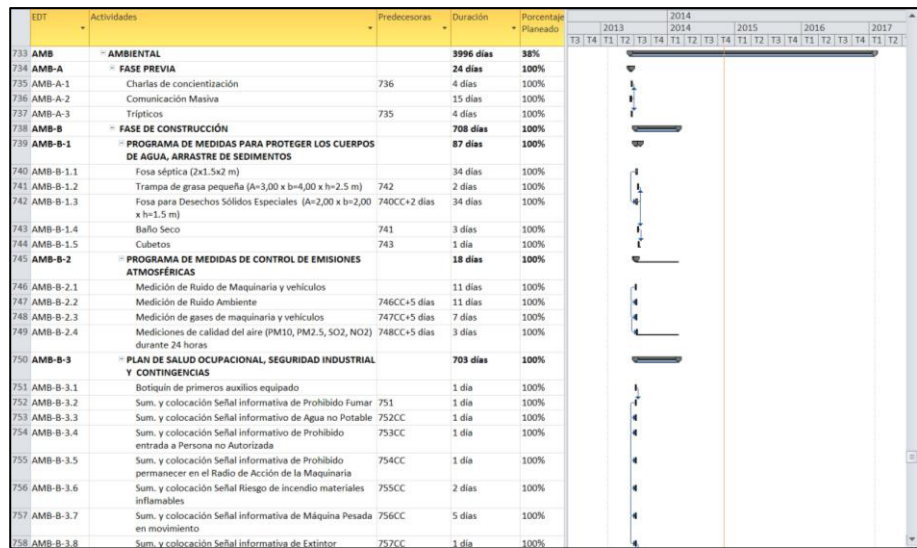 EDT Actividades Predecesoras Duración Porcentaje Planeado
2014
2013 2014 2015 2016 2017
T3 T4 T1 T2 T3 T4 T1 T2 T3 T4 T1 T2 T3 T4 T1 T2 T3 T4 T1 T2
733 AMB AMBIENTAL 3996 días 38%
734 AMB-A FASE PREVIA 24 días 100%
735 AMB-A-1 Charlas de concientización 736 4 días 100%
736 AMB-A-2 Comunicación Masiva 15 días 100%
737 AMB-A-3 Trípticos 735 4 días 100%
738 AMB-B FASE DE CONSTRUCCIÓN 708 días 100%
739 AMB-B-1 PROGRAMA DE MEDIDAS PARA PROTEGER LOS CUERPOS 87 días 100%
DE AGUA, ARRASTRE DE SEDIMENTOS
740 AMB-B-1.1 Fosa séptica (2x1.5x2 m) 34 días 100%
741 AMB-B-1.2 Trampa de grasa pequeña (A=3,00 x b=4,00 x h=2.5 m) 742 2 días 100%
742 AMB-B-1.3 Fosa para Desechos Sólidos Especiales (A=2,00 x b=2,00 740CC+2 días 34 días 100%
x h=1.5 m)
743 AMB-B-1.4 Baño Seco 741 3 días 100%
744 AMB-B-1.5 Cubetos 743 1 día 100%
745 AMB-B-2 PROGRAMA DE MEDIDAS DE CONTROL DE EMISIONES 18 días 100%
ATMOSFÉRICAS
746 AMB-B-2.1 Medición de Ruido de Maquinaria y vehículos 11 días 100%
747 AMB-B-2.2 Medición de Ruido Ambiente 746CC+5 días 11 días 100%
748 AMB-B-2.3 Medición de gases de maquinaria y vehículos 747CC+5 días 7 días 100%
749 AMB-B-2.4 Mediciones de calidad del aire (PM10, PM2.5, SO2, NO2) 748CC+5 días 3 días 100%
durante 24 horas
750 AMB-B-3 PLAN DE SALUD OCUPACIONAL, SEGURIDAD INDUSTRIAL 703 días 100%
Y CONTINGENCIAS
751 AMB-B-3.1 Botiquín de primeros auxilios equipado 1 día 100%
752 AMB-B-3.2 Sum. y colocación Señal informativa de Prohibido Fumar 751 1 día 100%
753 AMB-B-3.3 Sum. y colocación Señal informativo de Agua no Potable 752CC 1 día 100%
754 AMB-B-3.4 Sum. y colocación Señal informativo de Prohibido 753CC 1 día 100%
entrada a Persona no Autorizada
755 AMB-B-3.5 Sum. y colocación Señal informativa de Prohibido 754CC 1 día 100%
permanecer en el Radio de Acción de la Maquinaria
756 AMB-B-3.6 Sum. y colocación Señal Riesgo de incendio materiales 755CC 2 días 100%
inflamables
757 AMB-B-3.7 Sum. y colocación Señal informativa de Máquina Pesada 756CC 5 días 100%
en movimiento
758 AMB-B-3.8 Sum. y colocación Señal informativa de Extintor 757CC 1 día 100%